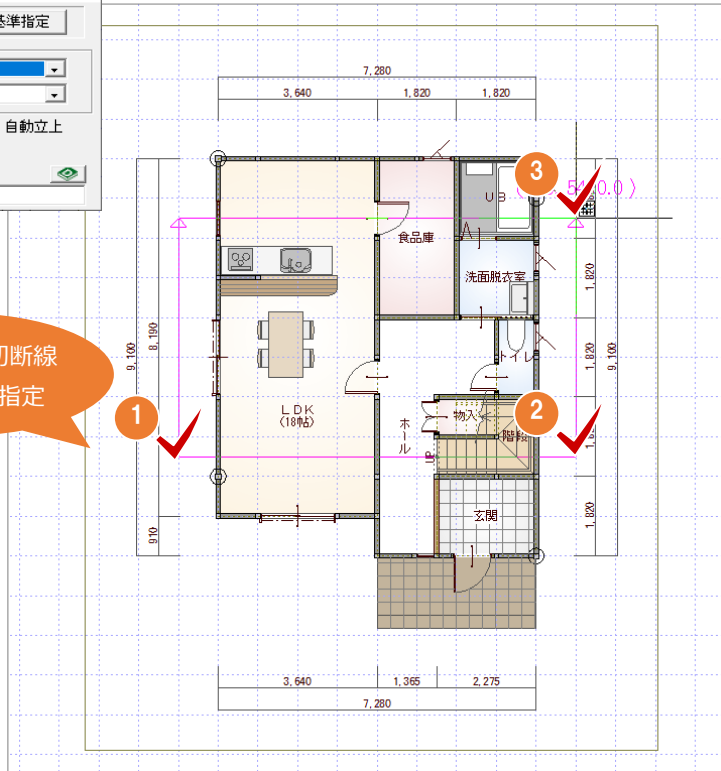 基準指定
自動立上
7,280
3,640
1,820
1,820
3
UB
0.0 )
食品庫
洗面脱衣室
1,820
9,100
8,190
1,820
9,100
トイレ
切断線
指定
1
2
LDK
(18帖)
ホール
物入
階段
UP
玄関
910
1,820
3,640
1,365
2,275
7,280